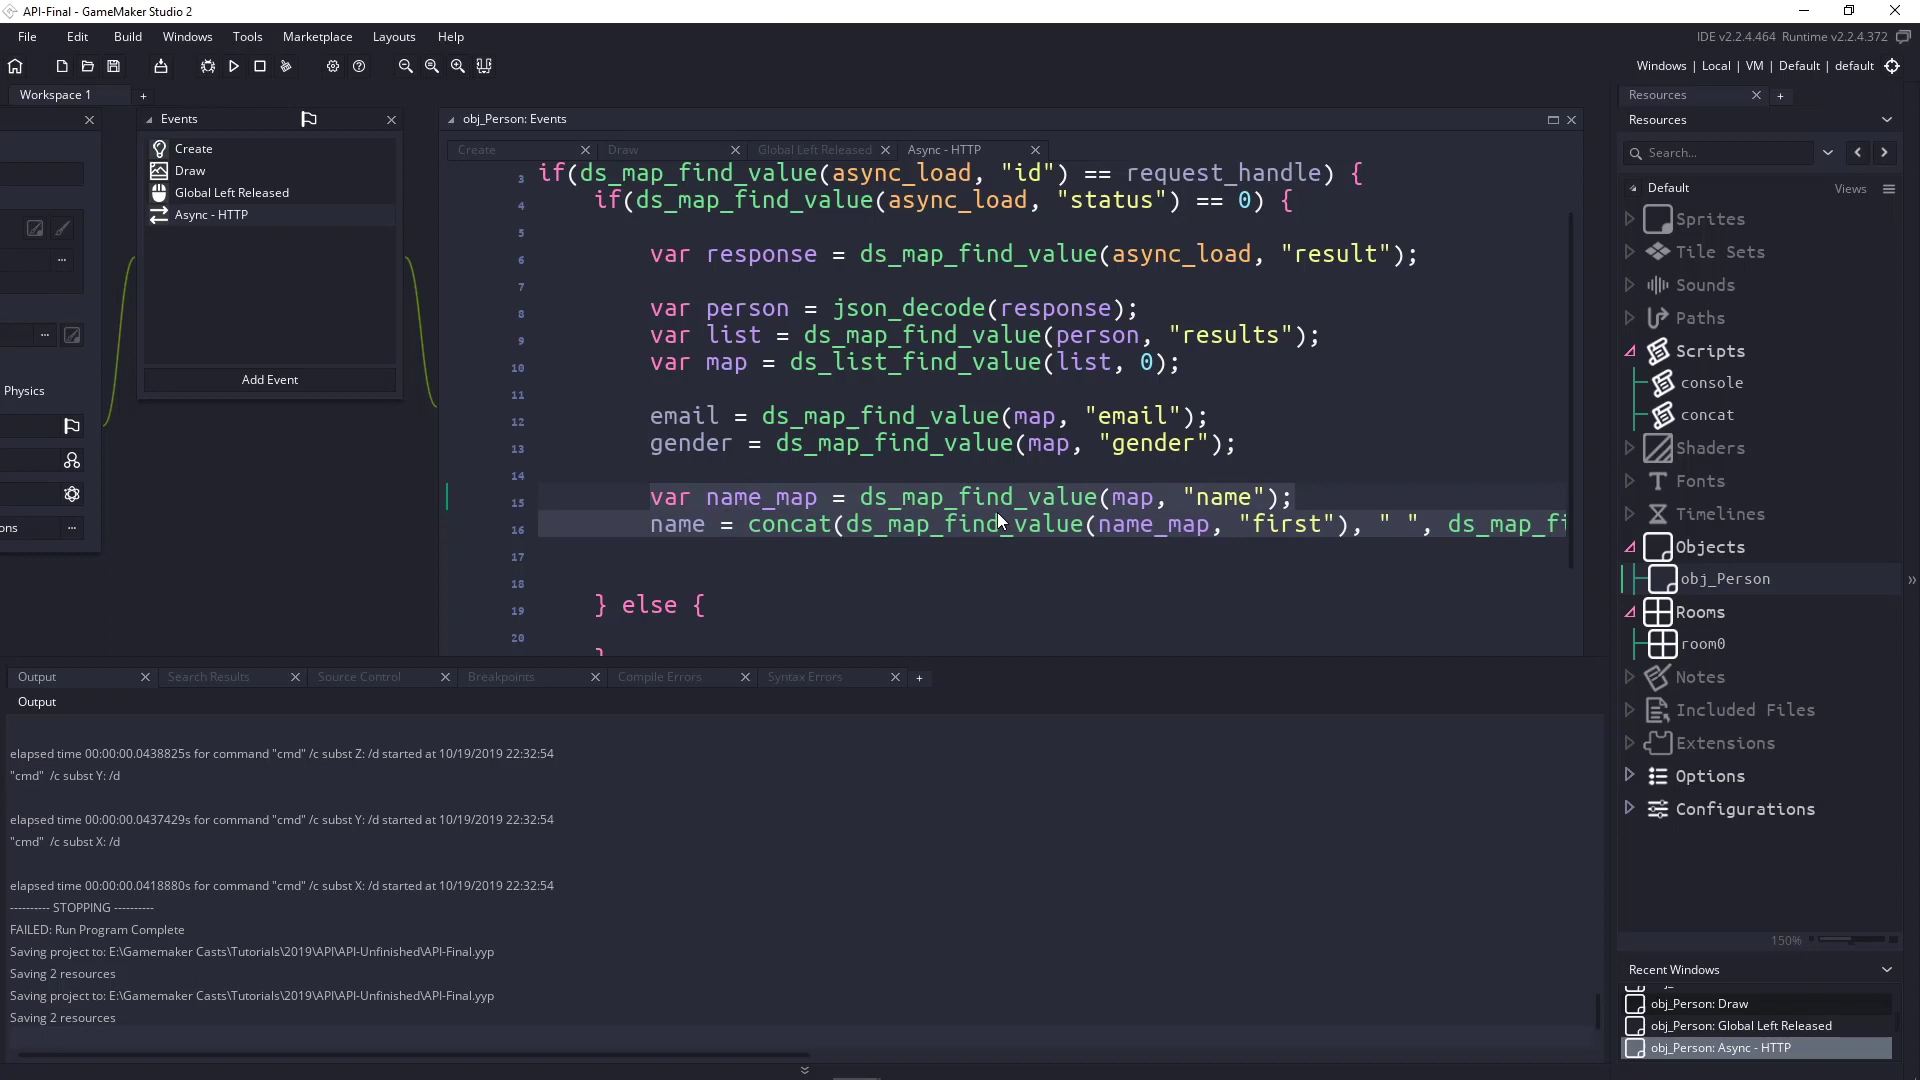 API-Final - GameMaker Studio 2
File Edit Build Windows Tools Marketplace Layouts Help
IDE v2.2.4.464 Runtime v2.2.4.372
Windows | Local | VM | Default | default
Workspace 1
Events
Create
Draw
Global Left Released
Async - HTTP
Add Event
Physics
ons
obj_Person: Events
Create Draw Global Left Released Async - HTTP
3 if(ds_map_find_value(async_load, "id") == request_handle) {
4 if(ds_map_find_value(async_load, "status") == 0) {
5
6 var response = ds_map_find_value(async_load, "result");
7
8 var person = json_decode(response);
9 var list = ds_map_find_value(person, "results");
10 var map = ds_list_find_value(list, 0);
11
12 email = ds_map_find_value(map, "email");
13 gender = ds_map_find_value(map, "gender");
14
15 var name_map = ds_map_find_value(map, "name");
16 name = concat(ds_map_find_value(name_map, "first"), " ", ds_map_fi
17
18
19 } else {
20
Output Search Results Source Control Breakpoints Compile Errors Syntax Errors
Output
elapsed time 00:00:00.0438825s for command "cmd" /c subst Z: /d started at 10/19/2019 22:32:54
"cmd" /c subst Y: /d
elapsed time 00:00:00.0437429s for command "cmd" /c subst Y: /d started at 10/19/2019 22:32:54
"cmd" /c subst X: /d
elapsed time 00:00:00.0418880s for command "cmd" /c subst X: /d started at 10/19/2019 22:32:54
---------- STOPPING ----------
FAILED: Run Program Complete
Saving project to: E:\Gamemaker Casts\Tutorials\2019\API\API-Unfinished\API-Final.yyp
Saving 2 resources
Saving project to: E:\Gamemaker Casts\Tutorials\2019\API\API-Unfinished\API-Final.yyp
Saving 2 resources
Resources
Resources
Search...
Default Views
Sprites
Tile Sets
Sounds
Paths
Scripts
console
concat
Shaders
Fonts
Timelines
Objects
obj_Person
Rooms
room0
Notes
Included Files
Extensions
Options
Configurations
150%
Recent Windows
obj_Person: Draw
obj_Person: Global Left Released
obj_Person: Async - HTTP